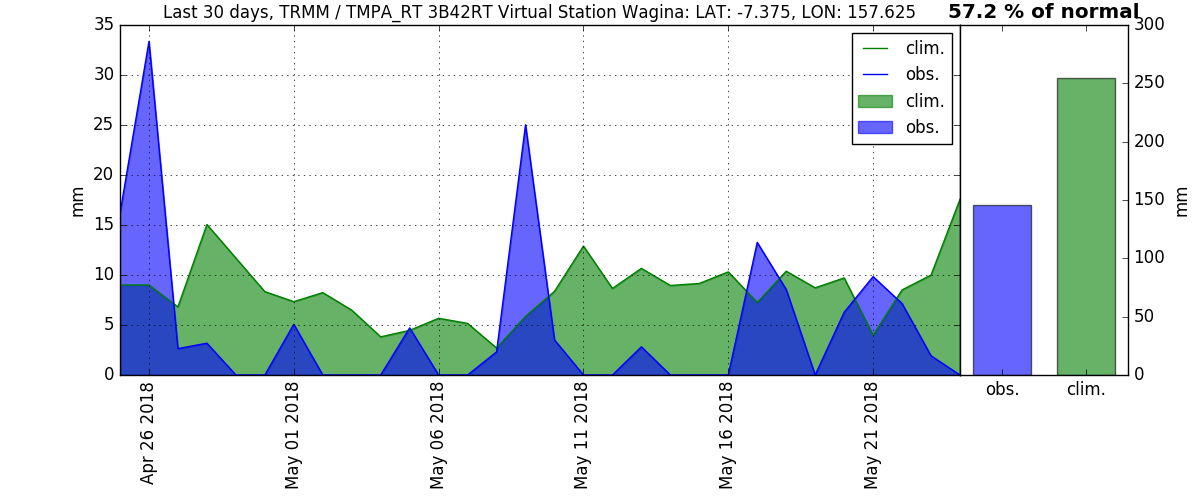 Last 30 days, TRMM / TMPA_RT 3B42RT Virtual Station Wagina: LAT: -7.375, LON: 157.625
57.2 % of normal
35
30
25
20
15
10
5
0
mm
clim.
obs.
clim.
obs.
300
250
200
150
100
50
0
mm
obs.
clim.
Apr 26 2018
May 01 2018
May 06 2018
May 11 2018
May 16 2018
May 21 2018